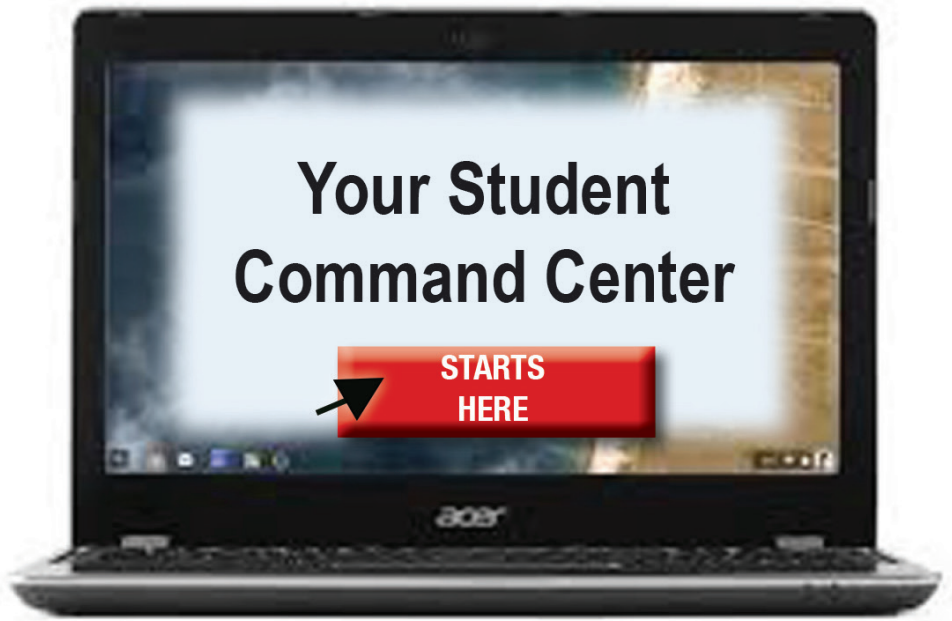 Your Student
Command Center
STARTS
HERE
acer